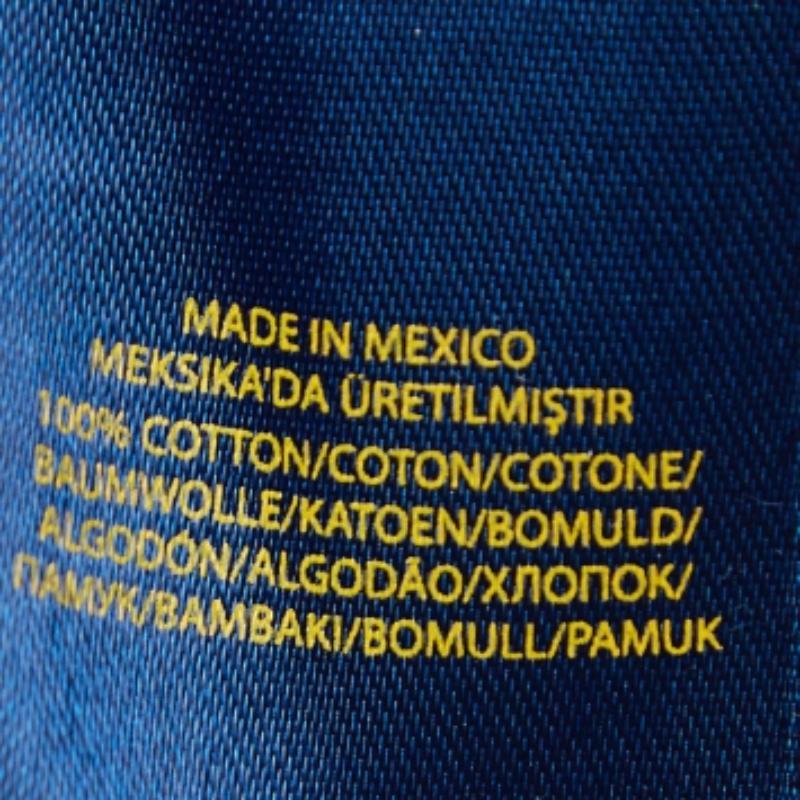 MADE IN MEXICO
MEKSIKA'DA ÜRETILMIŞTIR
100% COTTON/COTON/COTONE/
BAUMWOLLE/KATOEN/BOMULD/
ALGODÓN/ALGODÃO/ХЛОПОК/
ПАМУК/BAMBAKI/BOMULL/PAMUK